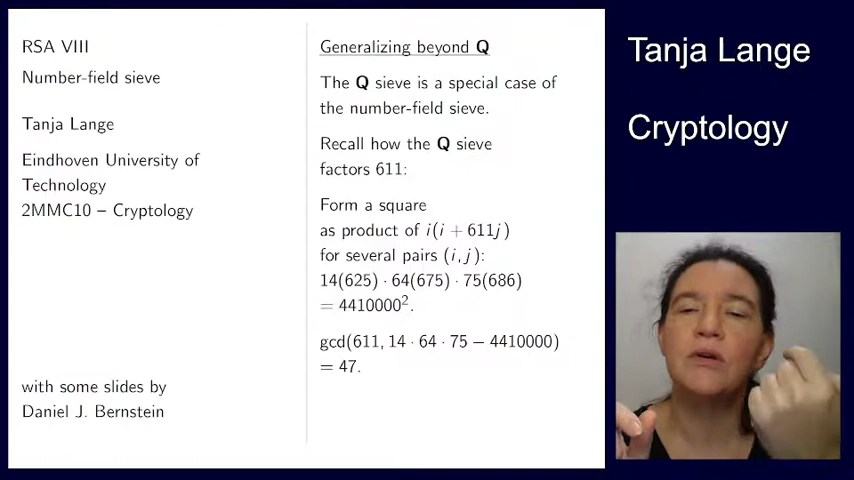 RSA VIII
Number-field sieve
Tanja Lange
Eindhoven University of
Technology
2MMC10 – Cryptology
with some slides by
Daniel J. Bernstein
Generalizing beyond Q
The Q sieve is a special case of
the number-field sieve.
Recall how the Q sieve
factors 611:
Form a square
as product of i(i + 611j)
for several pairs (i, j):
14(625) · 64(675) · 75(686)
= 4410000².
gcd(611, 14 · 64 · 75 − 4410000)
= 47.
Tanja Lange
Cryptology